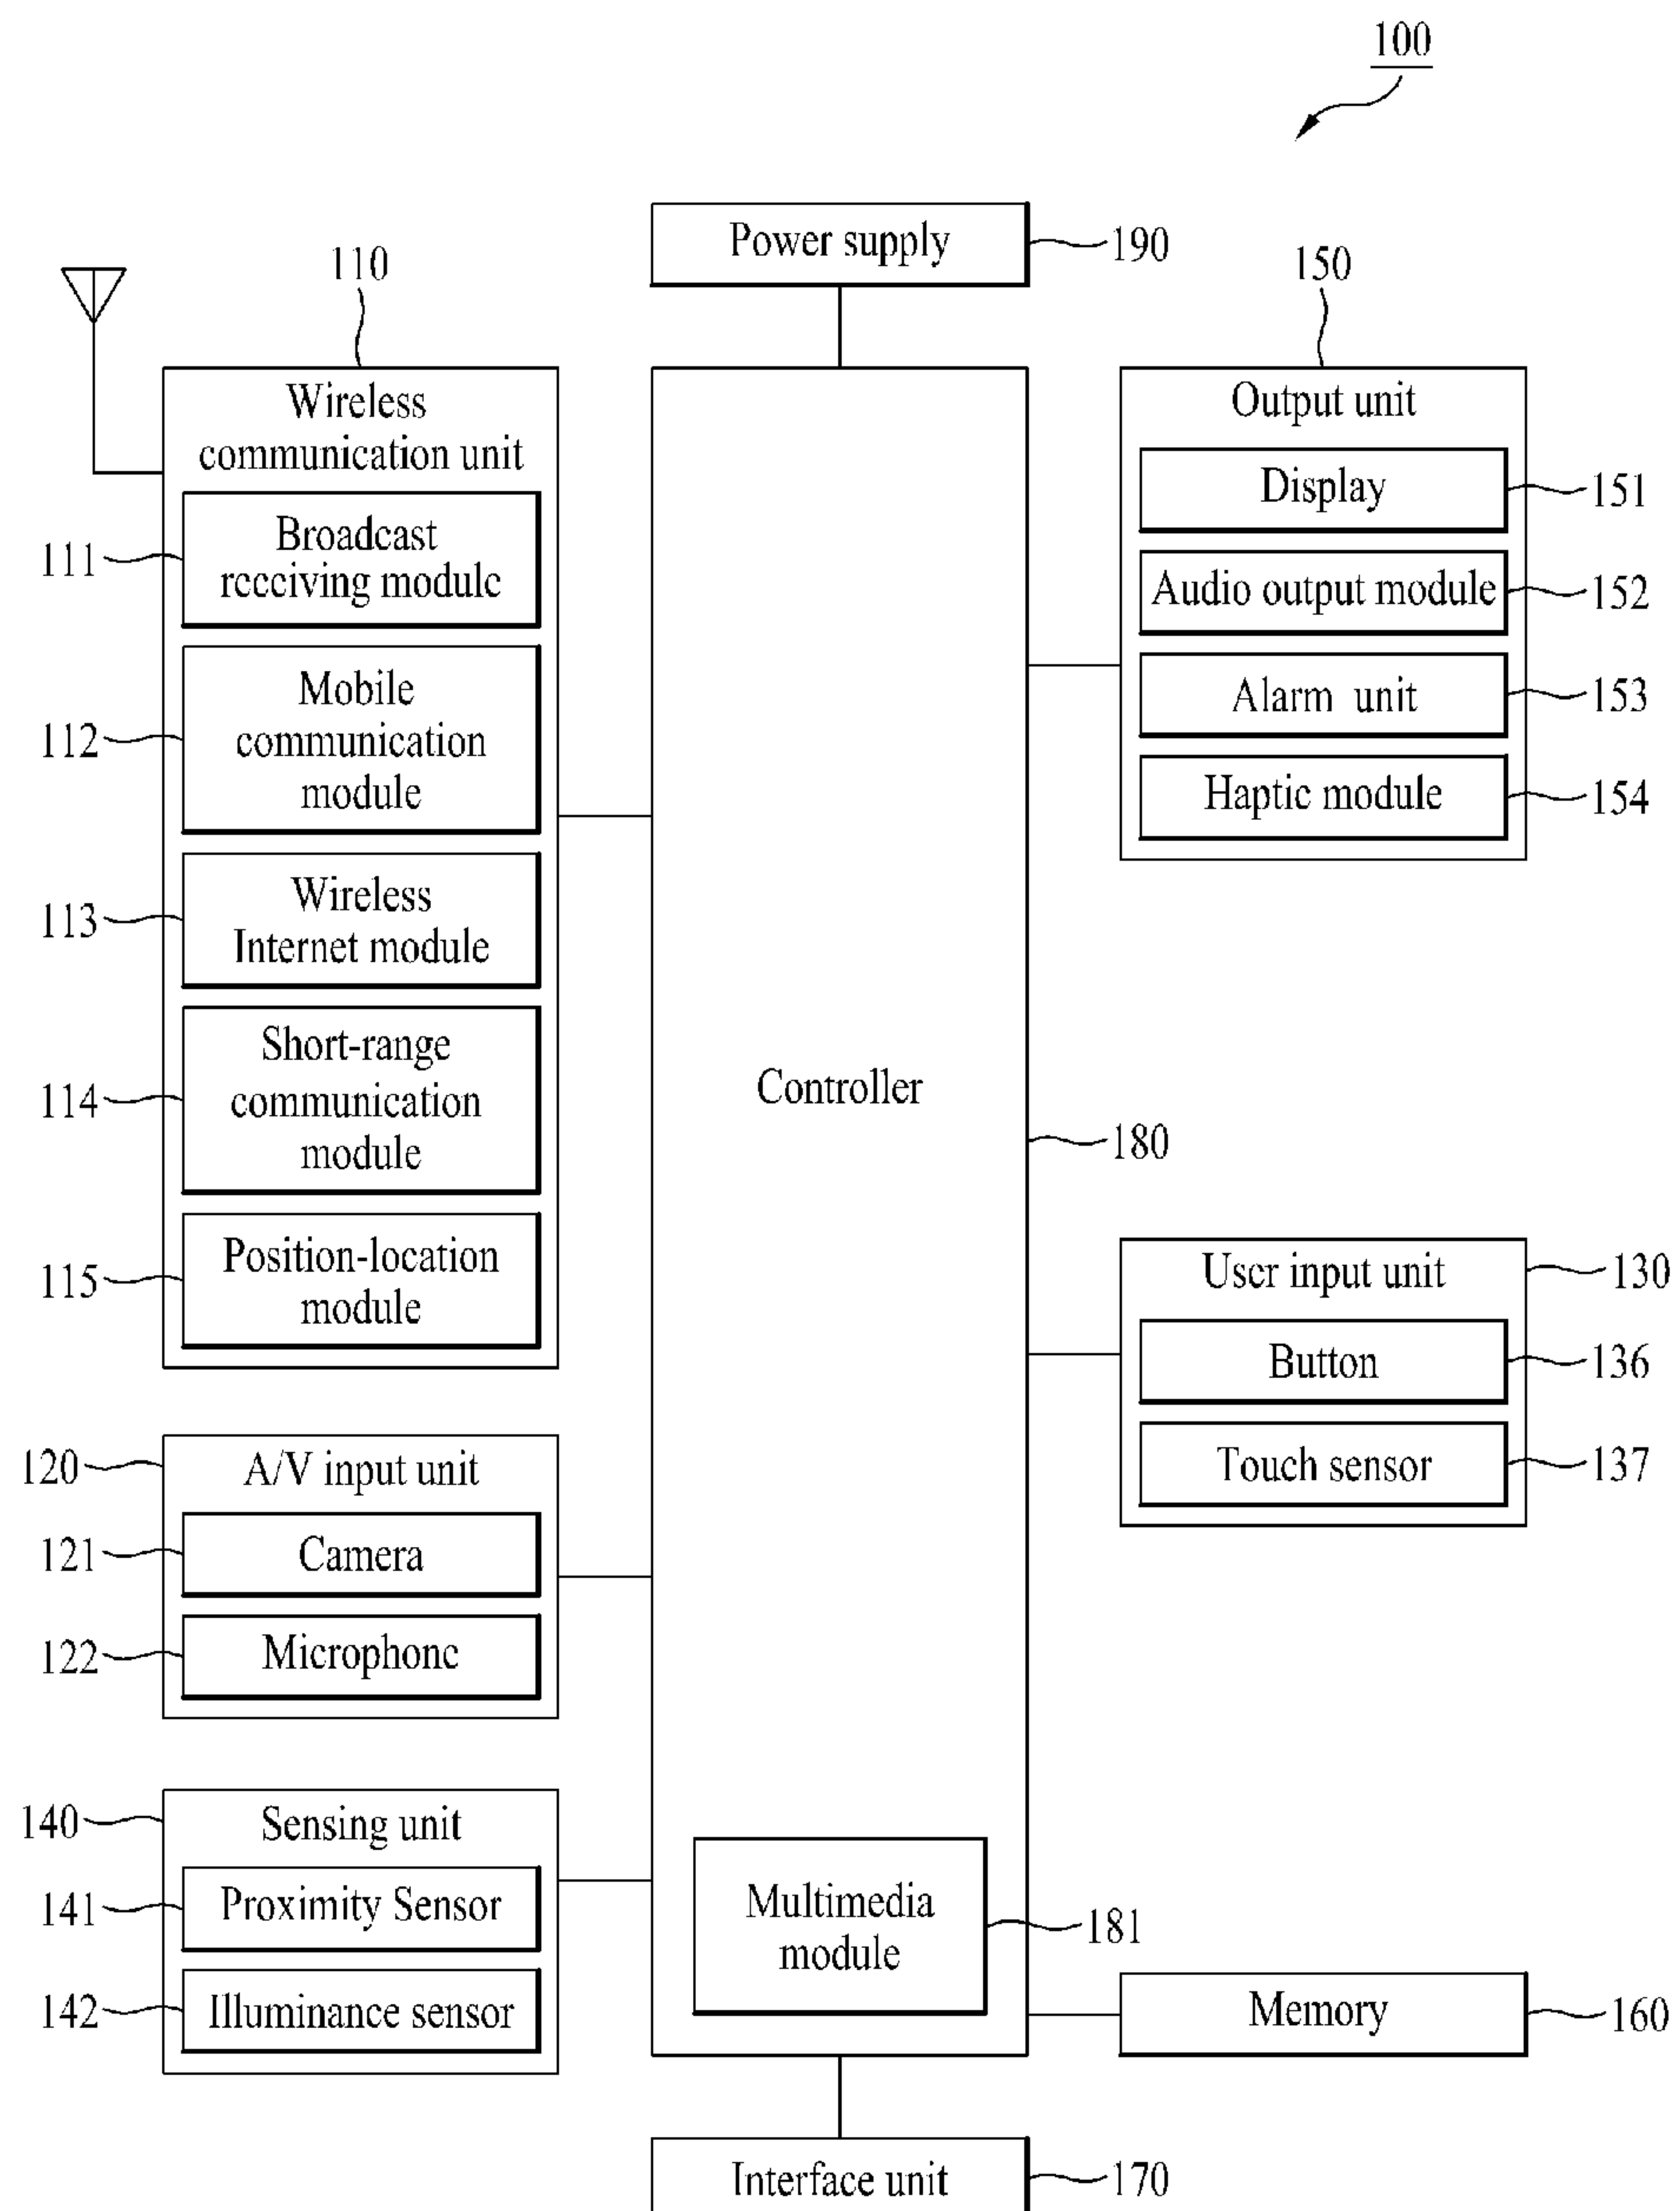 100
Power supply
190
110
Wireless
communication unit
111
Broadcast
receiving module
112
Mobile
communication
module
113
Wireless
Internet module
114
Short-range
communication
module
115
Position-location
module
120
A/V input unit
121
Camera
122
Microphone
140
Sensing unit
141
Proximity Sensor
142
Illuminance sensor
Controller
180
Multimedia
module
181
150
Output unit
Display
151
Audio output module
152
Alarm unit
153
Haptic module
154
User input unit
130
Button
136
Touch sensor
137
Memory
160
Interface unit
170